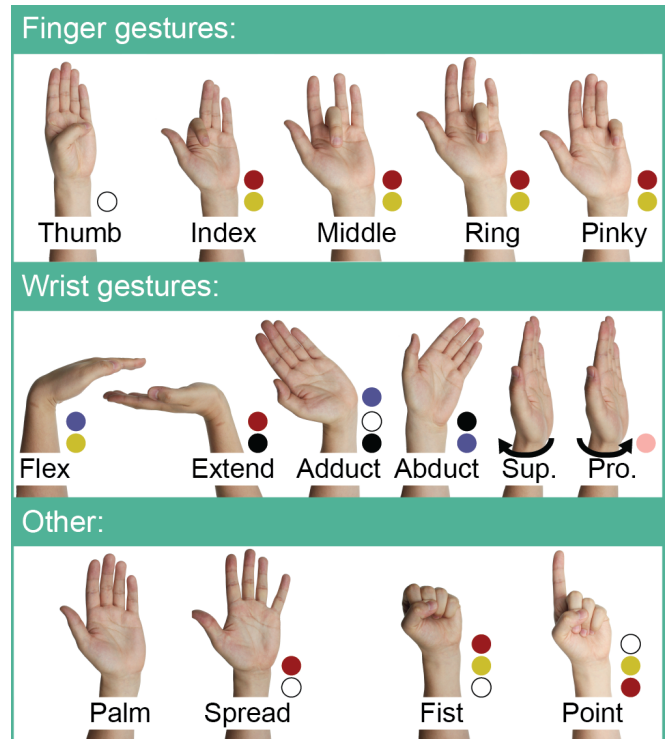 Finger gestures:
Thumb Index Middle Ring Pinky
Wrist gestures:
Flex Extend Adduct Abduct Sup. Pro.
Other:
Palm Spread Fist Point